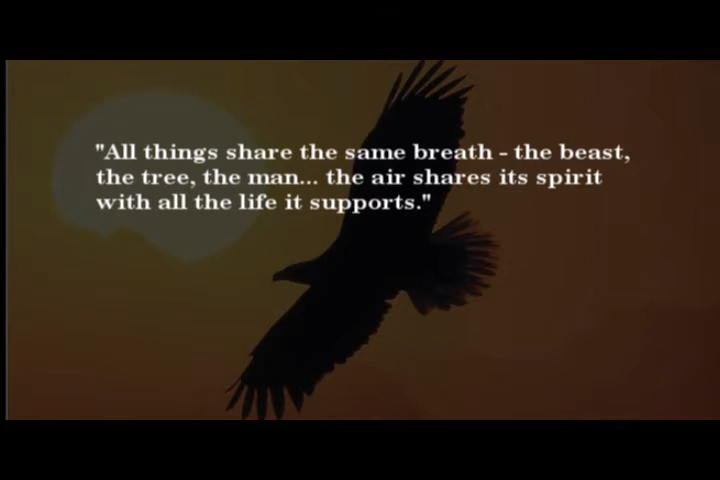 "All things share the same breath - the beast,
the tree, the man... the air shares its spirit
with all the life it supports."